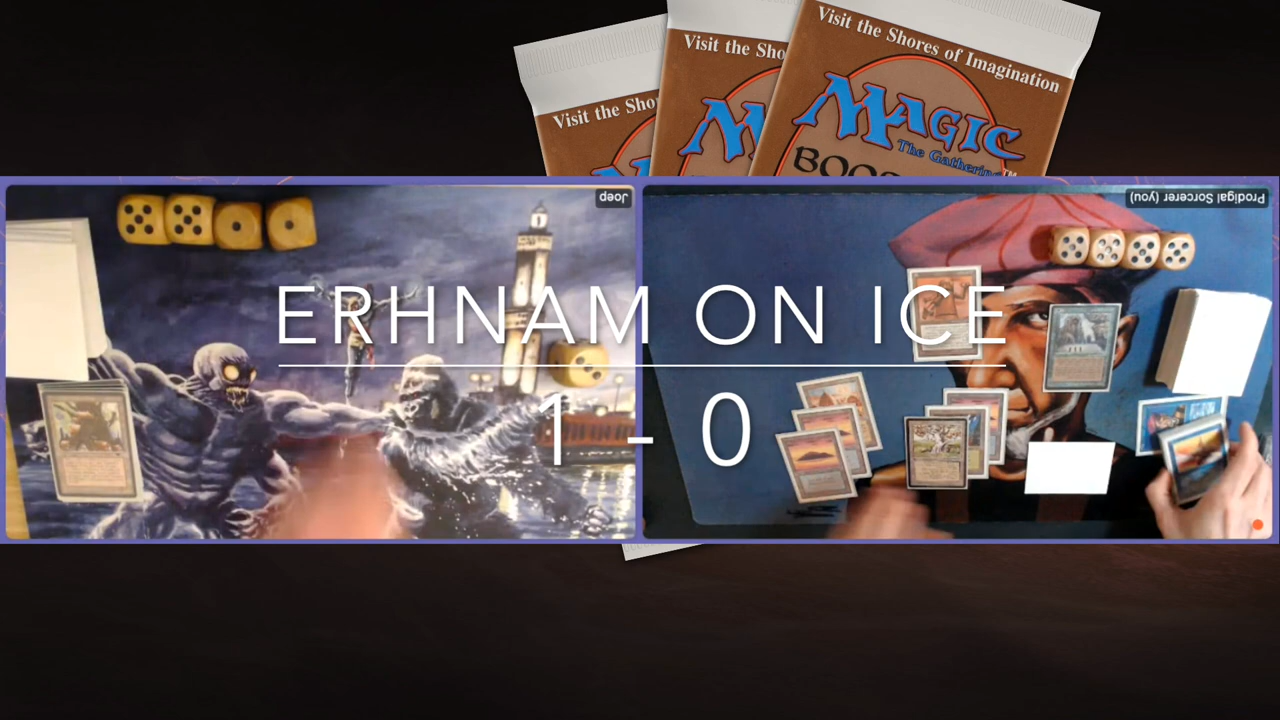 Visit the Shores of Imagination
Visit the Sho
Visit the Sho
MAGIC
The Gathering
BOOS
M
Joep
Prodigal Sorcerer (you)
ERHNAM ON ICE
1 - 0